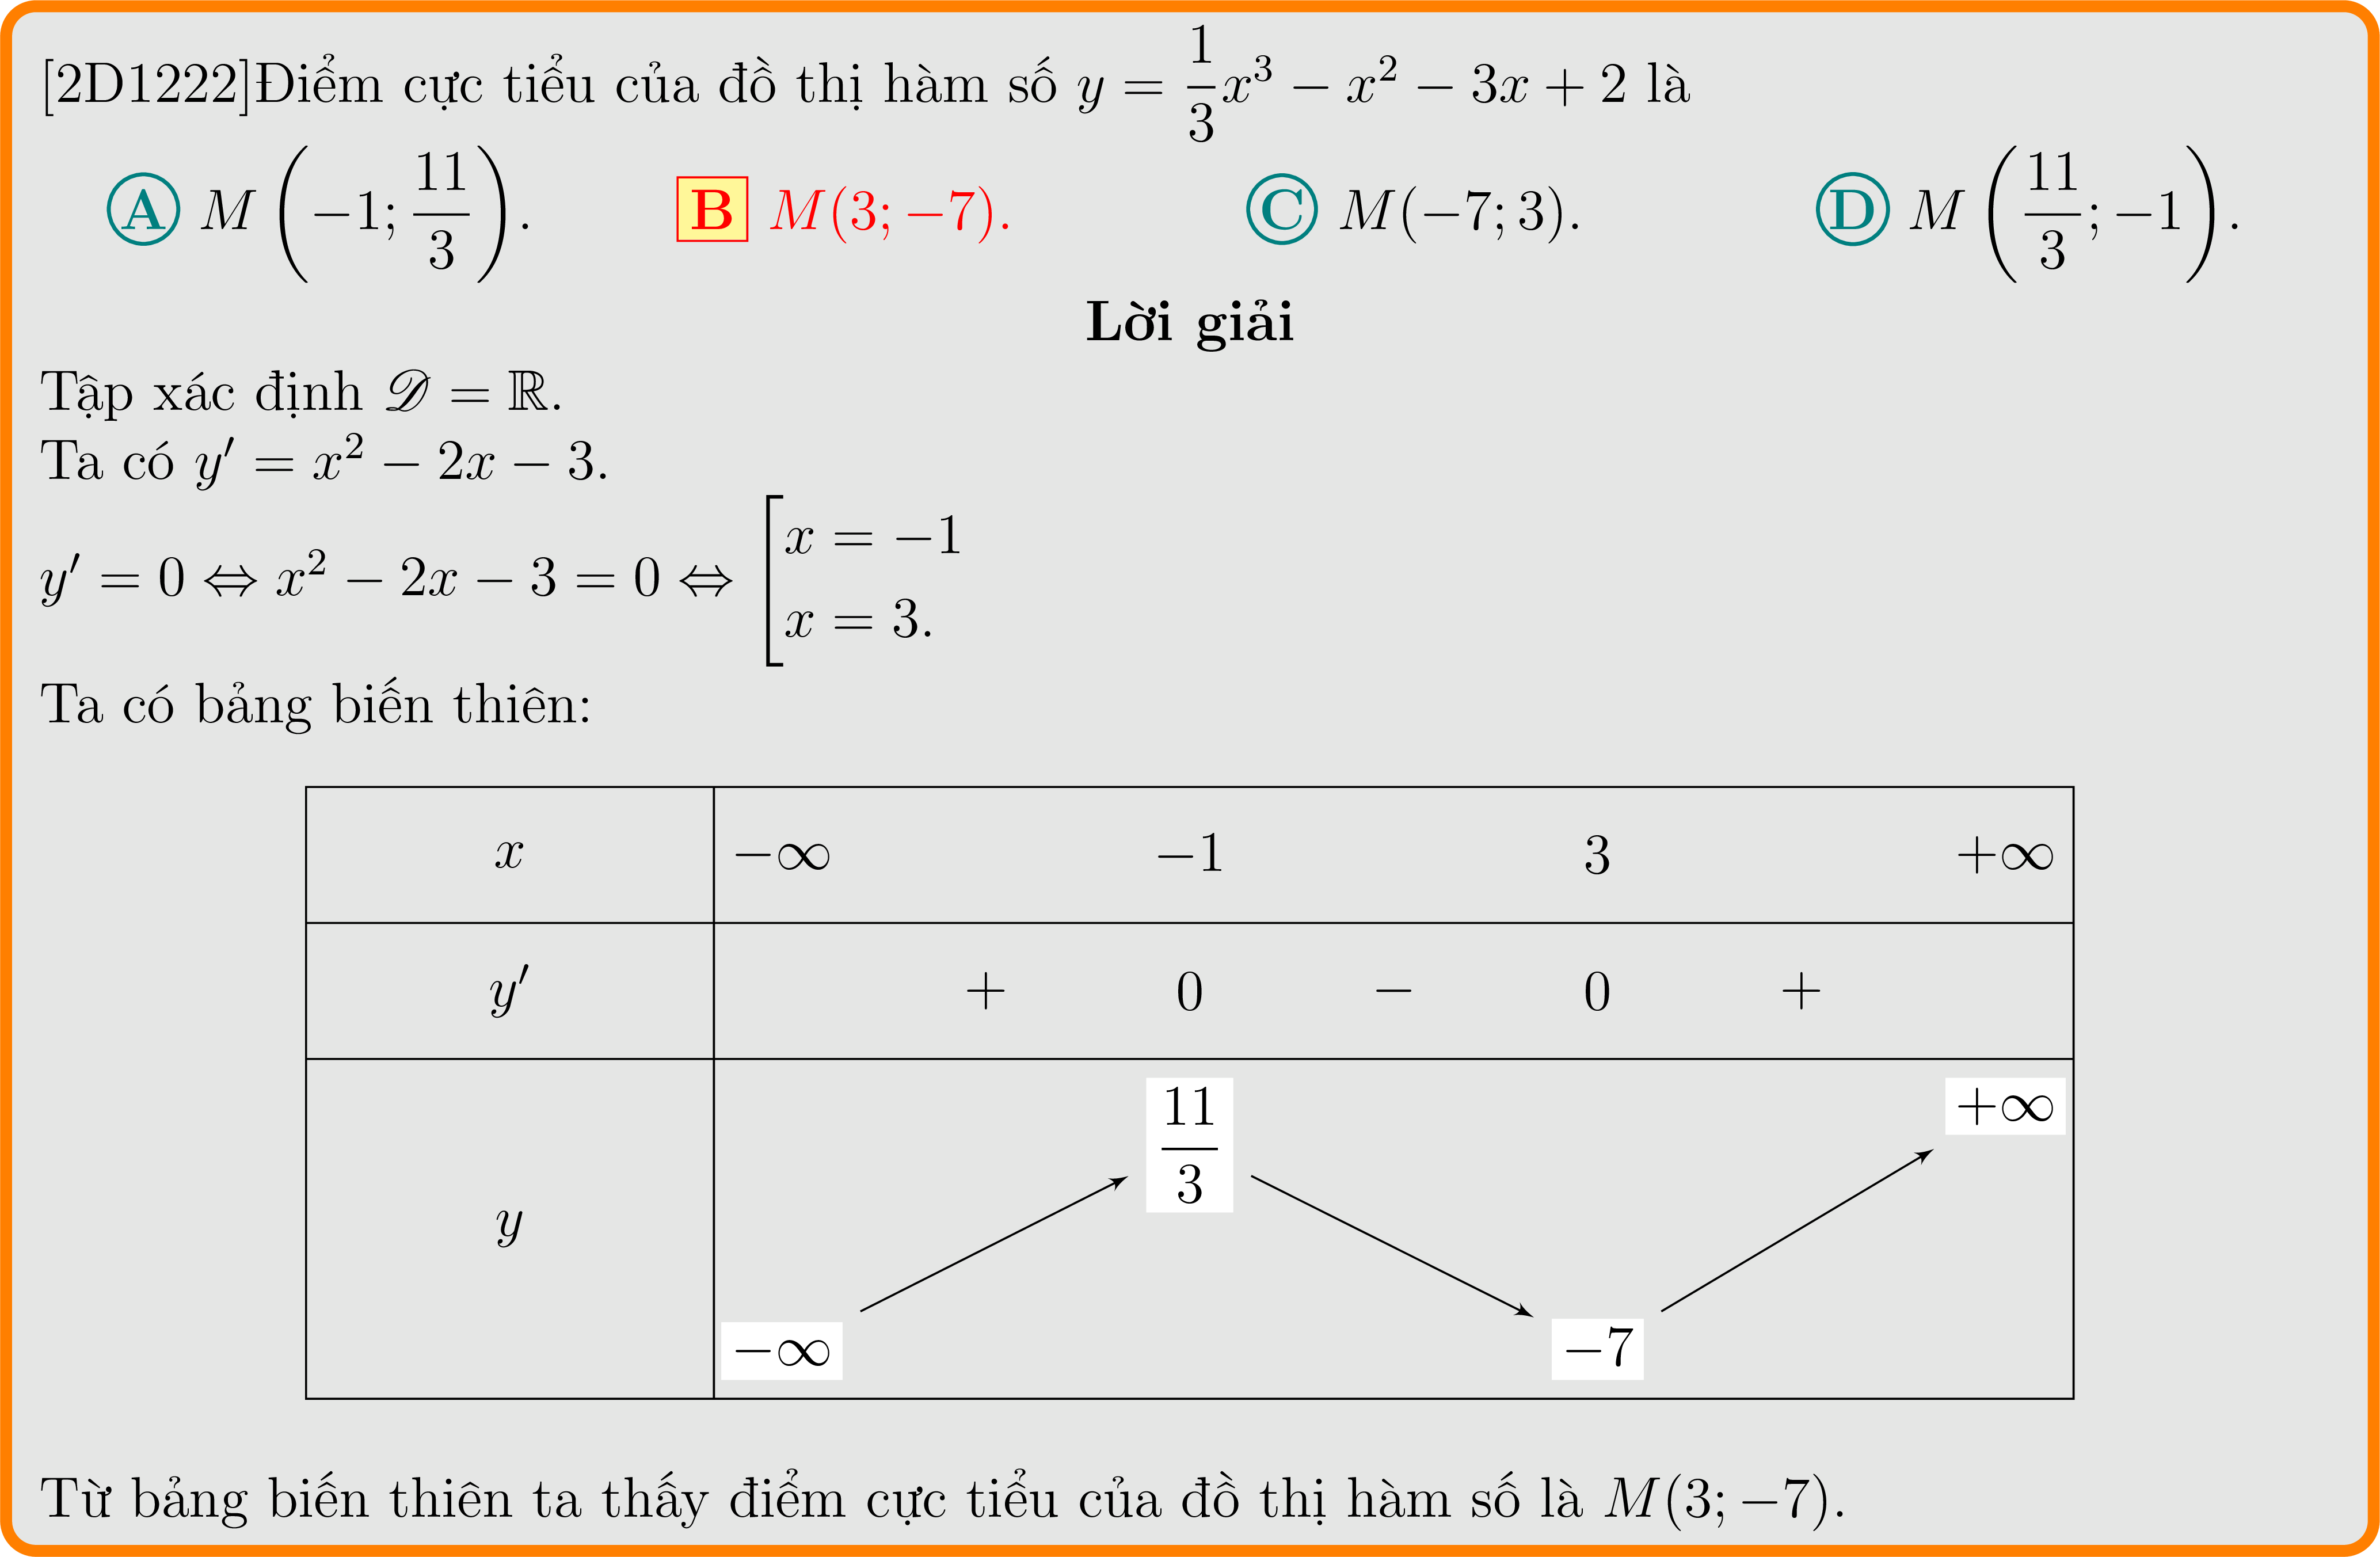 [2D1222]Điểm cực tiểu của đồ thị hàm số $y = \dfrac{1}{3}x^3 - x^2 - 3x + 2$ là
A $M\left(-1; \dfrac{11}{3}\right)$. B $M(3; -7)$. C $M(-7; 3)$. D $M\left(\dfrac{11}{3}; -1\right)$.
Lời giải
Tập xác định $\mathscr{D} = \mathbb{R}$.
Ta có $y' = x^2 - 2x - 3$.
$y' = 0 \Leftrightarrow x^2 - 2x - 3 = 0 \Leftrightarrow \left[\begin{array}{l} x = -1 \\ x = 3. \end{array}\right.$
Ta có bảng biến thiên:
$x$ $-\infty$ $-1$ $3$ $+\infty$
$y'$ $+$ $0$ $-$ $0$ $+$
$y$ $-\infty$ $\dfrac{11}{3}$ $-7$ $+\infty$
Từ bảng biến thiên ta thấy điểm cực tiểu của đồ thị hàm số là $M(3; -7)$.